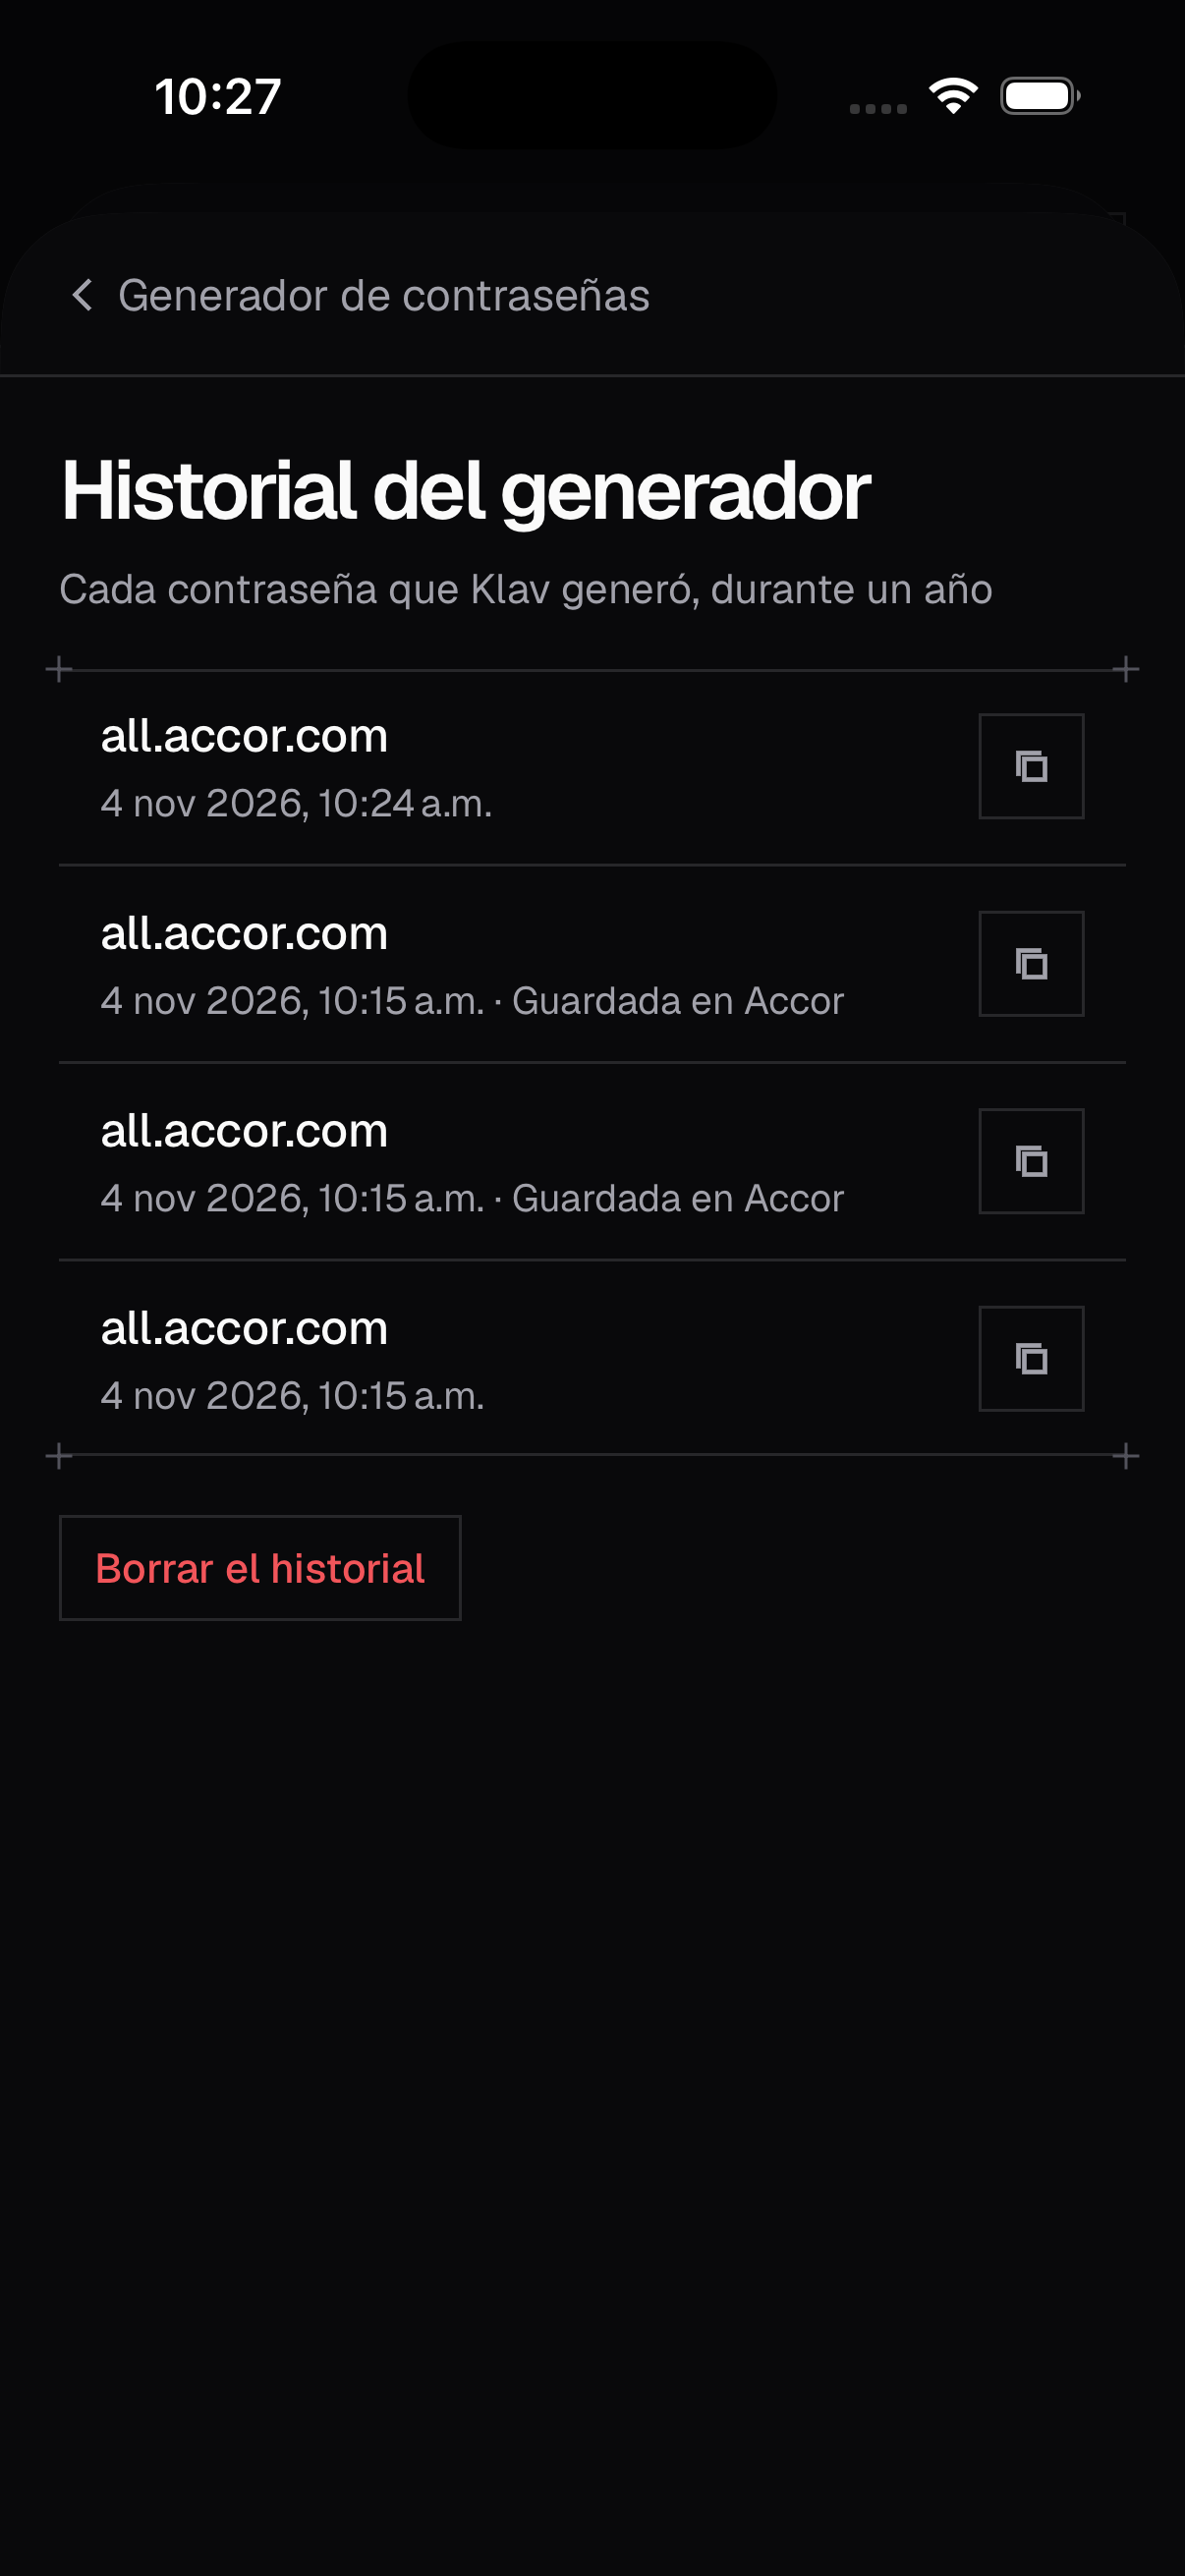 10:27
Generador de contraseñas
Historial del generador
Cada contraseña que Klav generó, durante un año
all.accor.com
4 nov 2026, 10:24 a.m.
all.accor.com
4 nov 2026, 10:15 a.m. · Guardada en Accor
all.accor.com
4 nov 2026, 10:15 a.m. · Guardada en Accor
all.accor.com
4 nov 2026, 10:15 a.m.
Borrar el historial